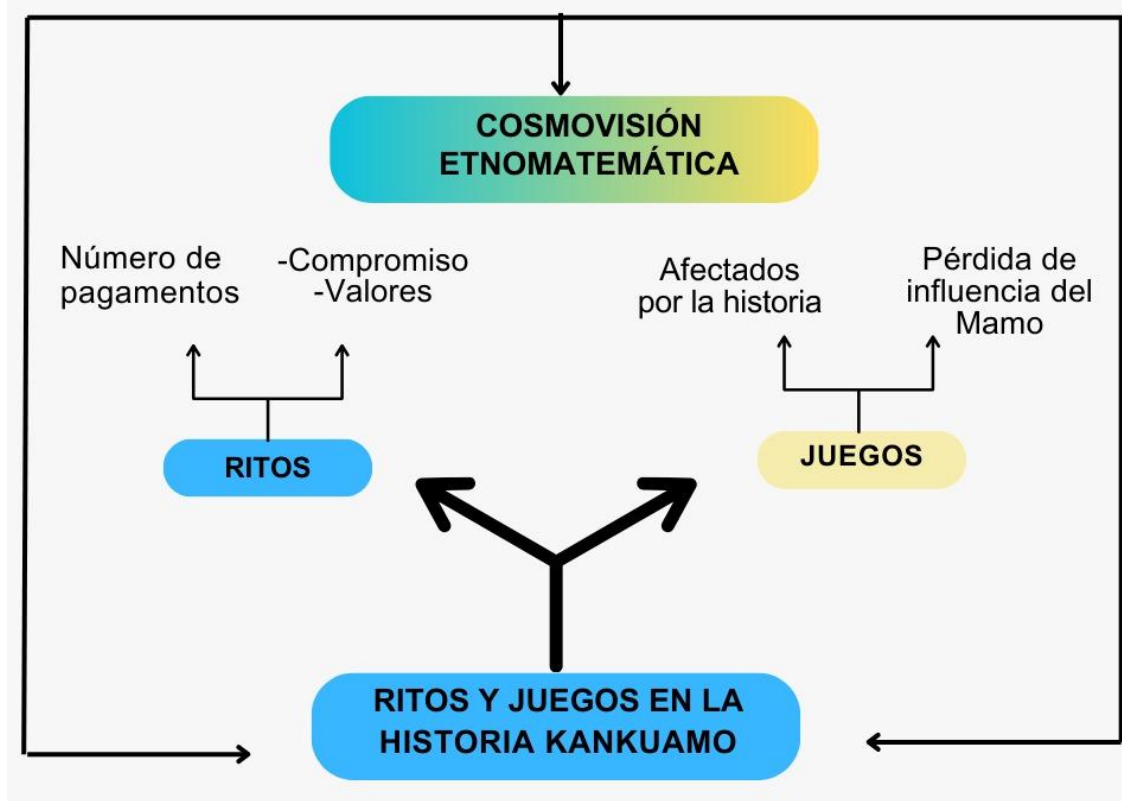 COSMOVISIÓN
ETNOMATEMÁTICA
Número de
pagamentos
-Compromiso
-Valores
Afectados
por la historia
Pérdida de
influencia del
Mamo
RITOS
JUEGOS
RITOS Y JUEGOS EN LA
HISTORIA KANKUAMO